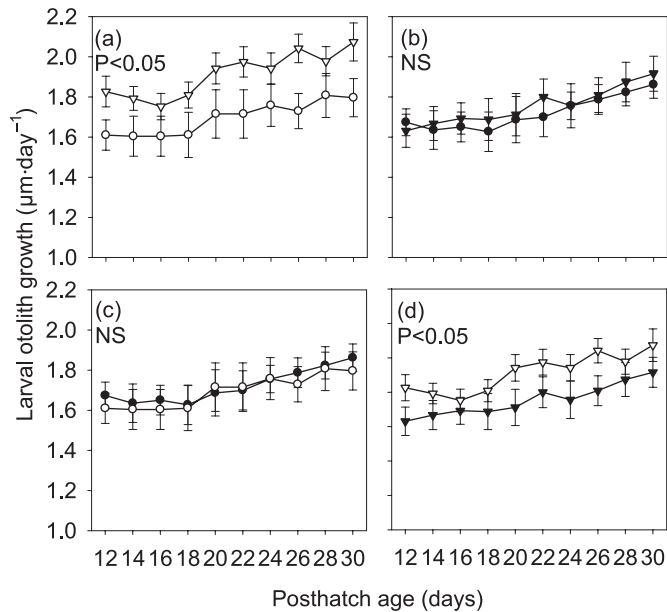 (a)
P<0.05
(b)
NS
2.2
2.0
1.8
1.6
1.4
1.2
1.0
(c)
NS
(d)
P<0.05
2.2
2.0
1.8
1.6
1.4
1.2
1.0
Larval otolith growth (µm·day⁻¹)
12 14 16 18 20 22 24 26 28 30
12 14 16 18 20 22 24 26 28 30
Posthatch age (days)